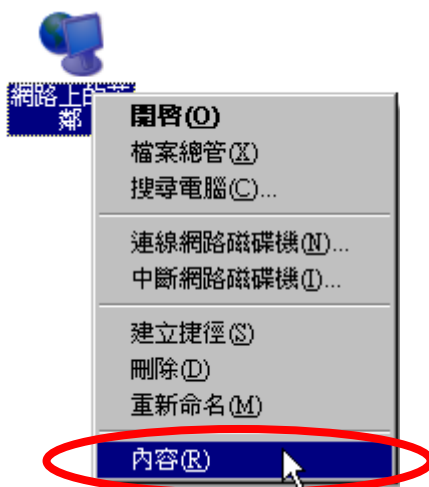 網路上的芳
鄰
開啓(O)
檔案總管(X)
搜尋電腦(C)...
連線網路磁碟機(N)...
中斷網路磁碟機(I)...
建立捷徑(S)
刪除(D)
重新命名(M)
內容(R)